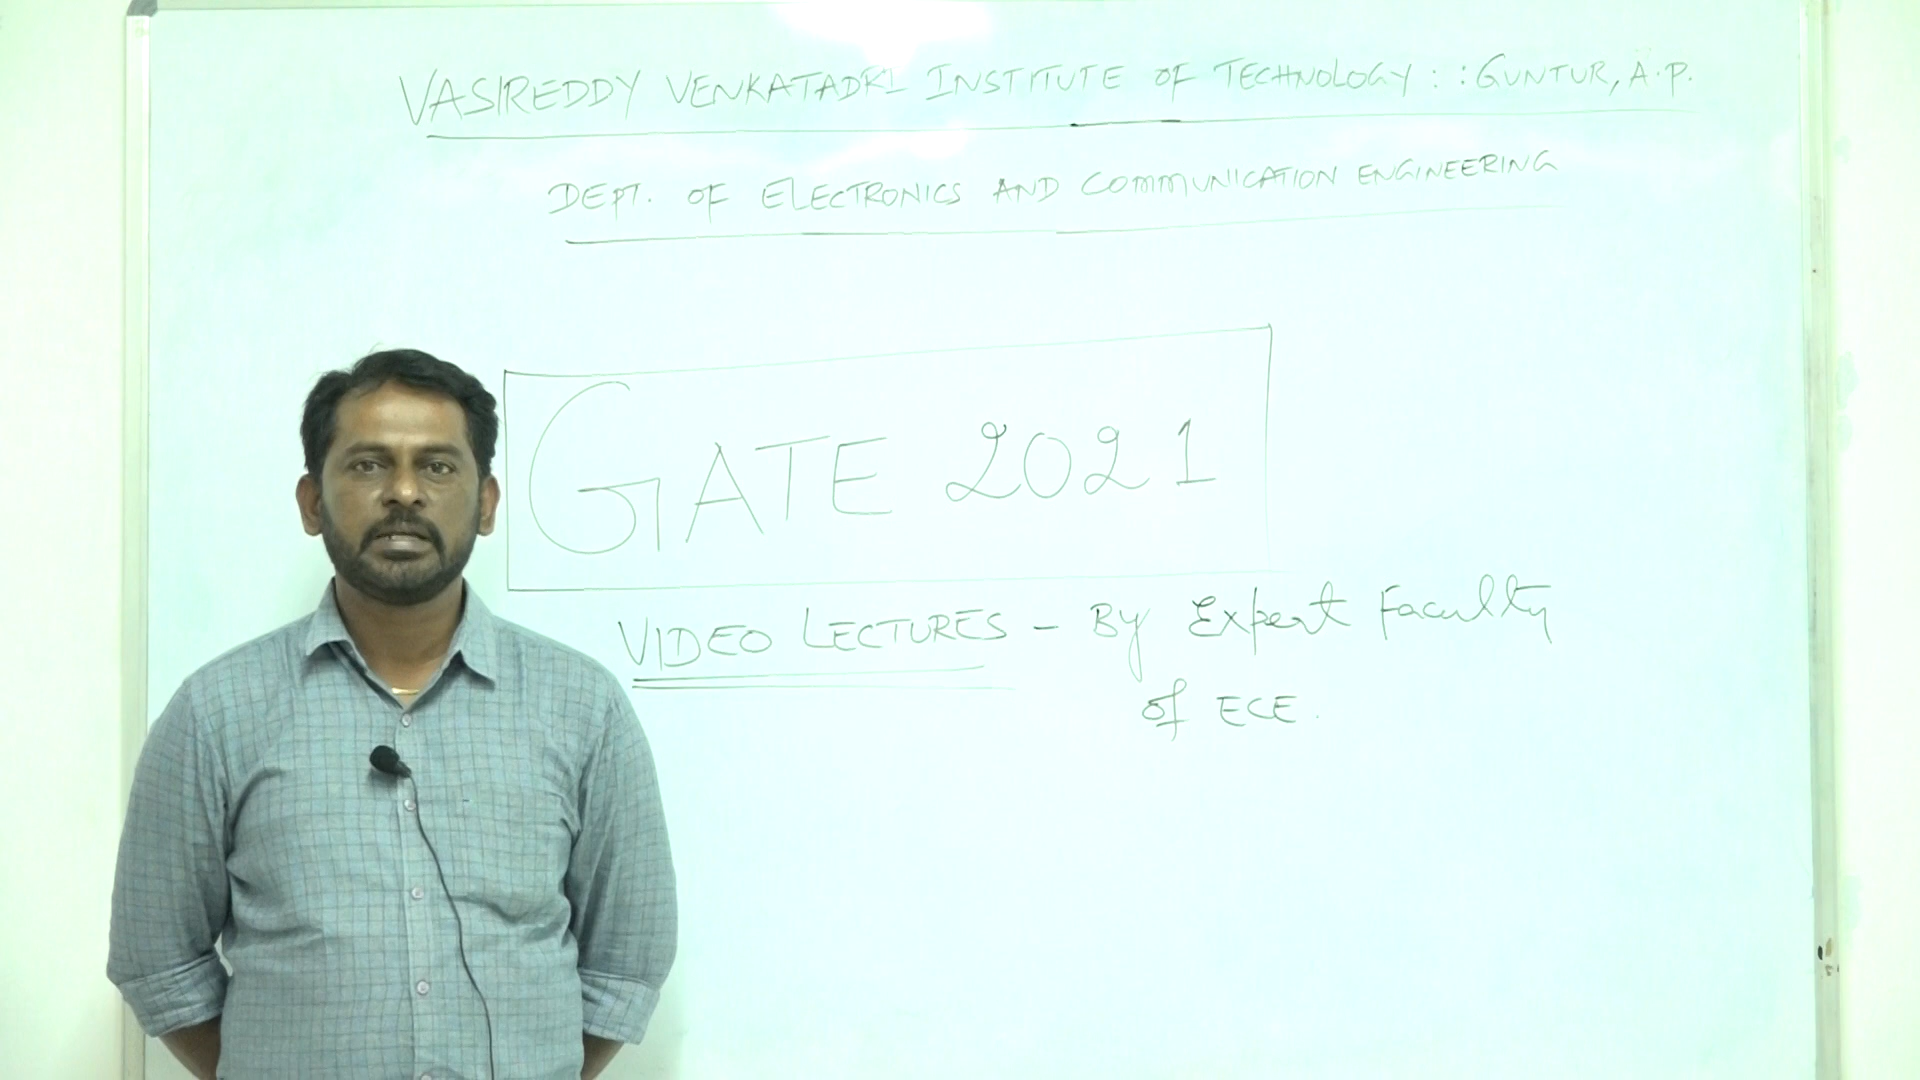 VASIREDDY VENKATADRI INSTITUTE OF TECHNOLOGY : : GUNTUR, A.P.
DEPT. OF ELECTRONICS AND COMMUNICATION ENGINEERING
GATE 2021
VIDEO LECTURES - By Expert Faculty
of ECE.